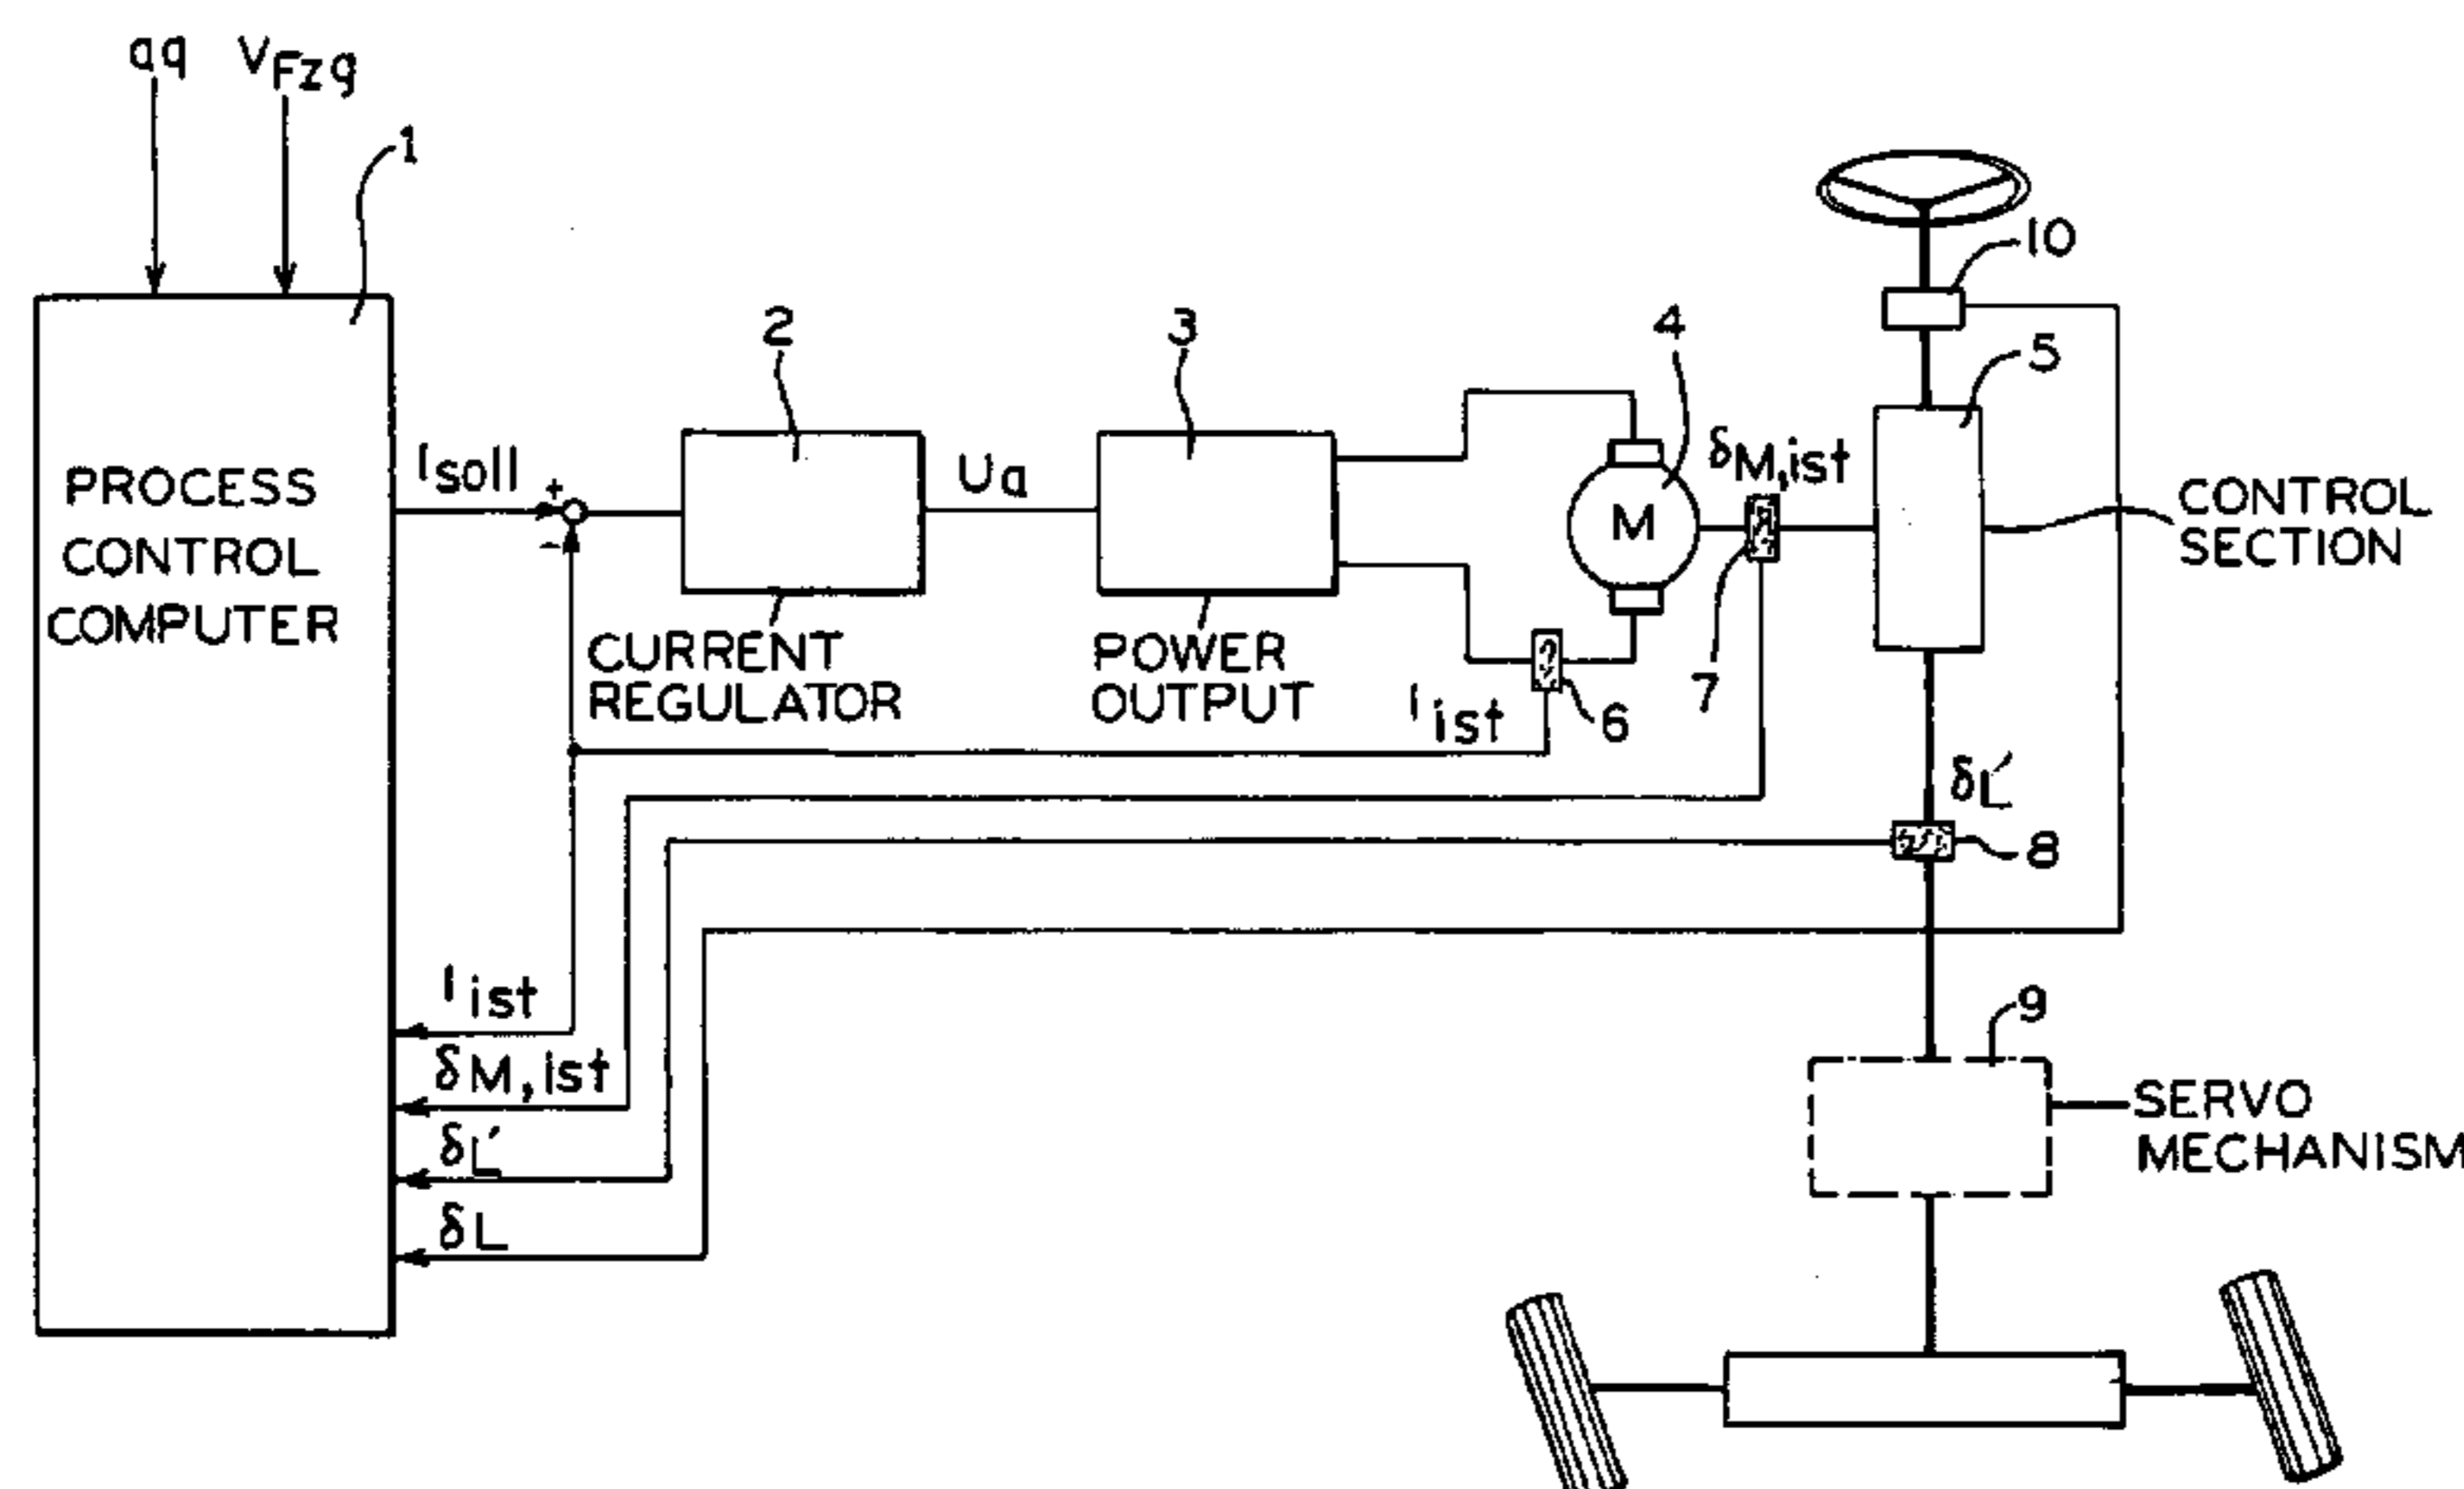 aq
VFzg
1
10
2
3
4
5
Isoll
+
-
Ua
M
δM,ist
PROCESS
CONTROL
COMPUTER
CONTROL
SECTION
CURRENT
REGULATOR
POWER
OUTPUT
Iist
6
7
δL'
8
Iist
δM,ist
δL'
δL
9
SERVO
MECHANISM